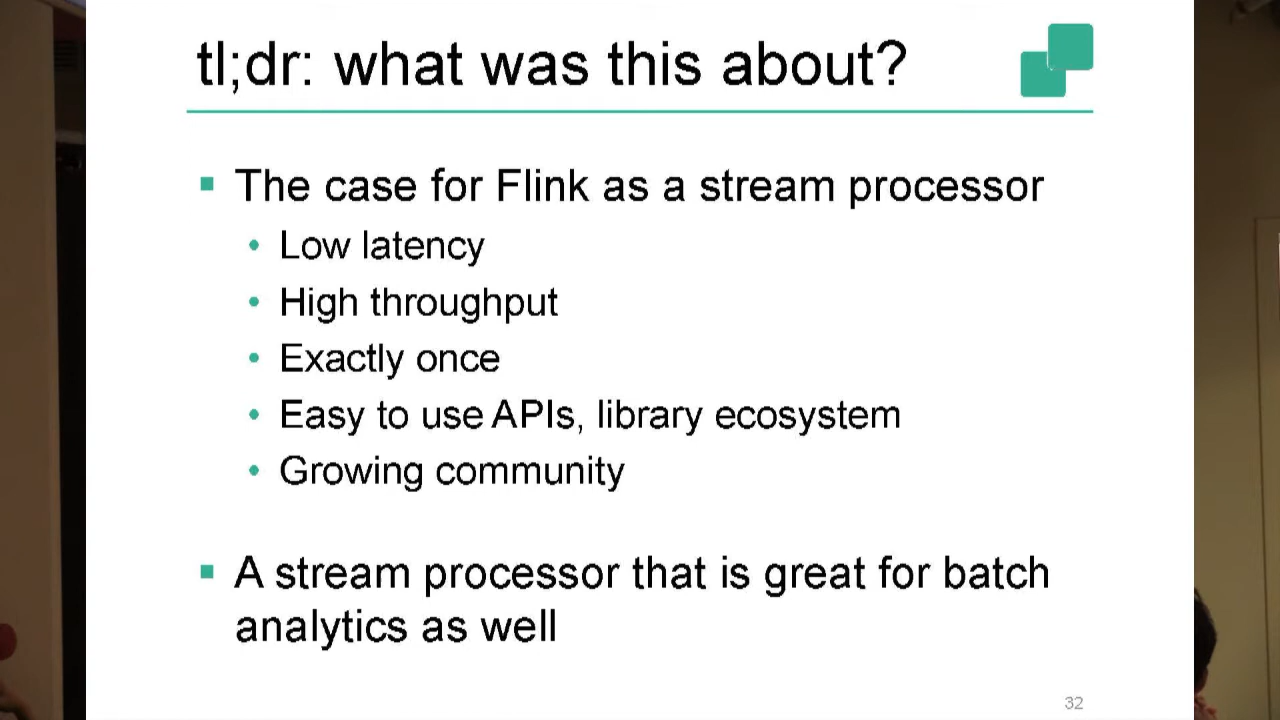 tl;dr: what was this about?
The case for Flink as a stream processor
Low latency
High throughput
Exactly once
Easy to use APIs, library ecosystem
Growing community
A stream processor that is great for batch
analytics as well
32